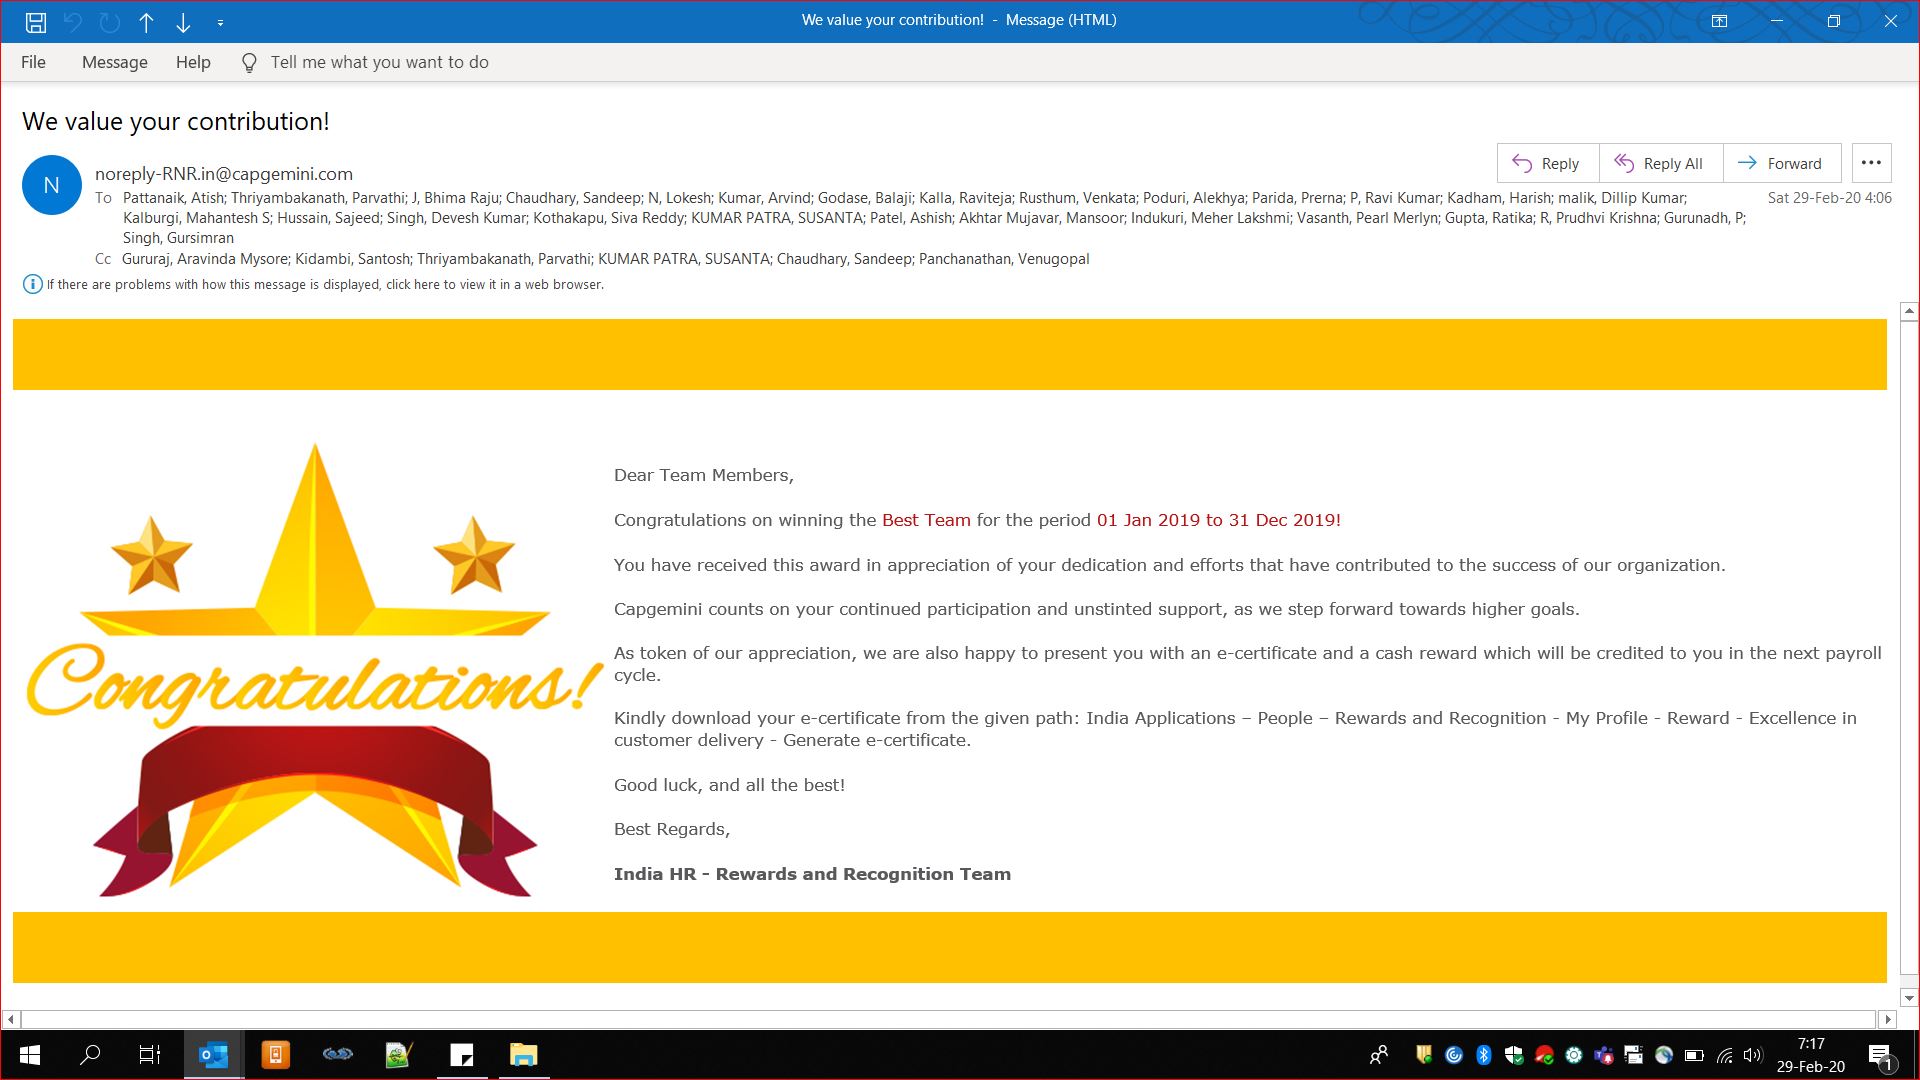 We value your contribution!  -  Message (HTML)
File Message Help Tell me what you want to do
We value your contribution!
Reply Reply All Forward
N
noreply-RNR.in@capgemini.com
To Pattanaik, Atish; Thriyambakanath, Parvathi; J, Bhima Raju; Chaudhary, Sandeep; N, Lokesh; Kumar, Arvind; Godase, Balaji; Kalla, Raviteja; Rusthum, Venkata; Poduri, Alekhya; Parida, Prerna; P, Ravi Kumar; Kadham, Harish; malik, Dillip Kumar;
Sat 29-Feb-20 4:06
Kalburgi, Mahantesh S; Hussain, Sajeed; Singh, Devesh Kumar; Kothakapu, Siva Reddy; KUMAR PATRA, SUSANTA; Patel, Ashish; Akhtar Mujavar, Mansoor; Indukuri, Meher Lakshmi; Vasanth, Pearl Merlyn; Gupta, Ratika; R, Prudhvi Krishna; Gurunadh, P;
Singh, Gursimran
Cc Gururaj, Aravinda Mysore; Kidambi, Santosh; Thriyambakanath, Parvathi; KUMAR PATRA, SUSANTA; Chaudhary, Sandeep; Panchanathan, Venugopal
If there are problems with how this message is displayed, click here to view it in a web browser.
Congratulations!
Dear Team Members,
Congratulations on winning the Best Team for the period 01 Jan 2019 to 31 Dec 2019!
You have received this award in appreciation of your dedication and efforts that have contributed to the success of our organization.
Capgemini counts on your continued participation and unstinted support, as we step forward towards higher goals.
As token of our appreciation, we are also happy to present you with an e-certificate and a cash reward which will be credited to you in the next payroll
cycle.
Kindly download your e-certificate from the given path: India Applications – People – Rewards and Recognition - My Profile - Reward - Excellence in
customer delivery - Generate e-certificate.
Good luck, and all the best!
Best Regards,
India HR - Rewards and Recognition Team
7:17
29-Feb-20
1